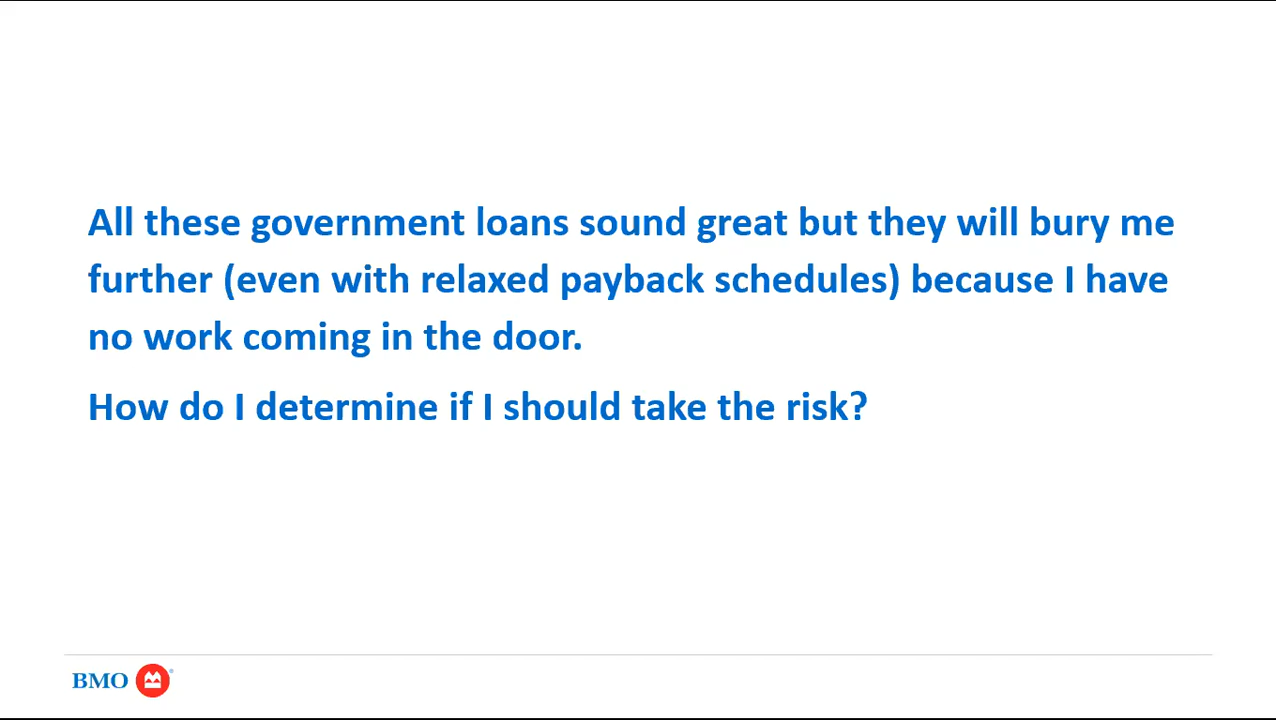 All these government loans sound great but they will bury me
further (even with relaxed payback schedules) because I have
no work coming in the door.
How do I determine if I should take the risk?
BMO